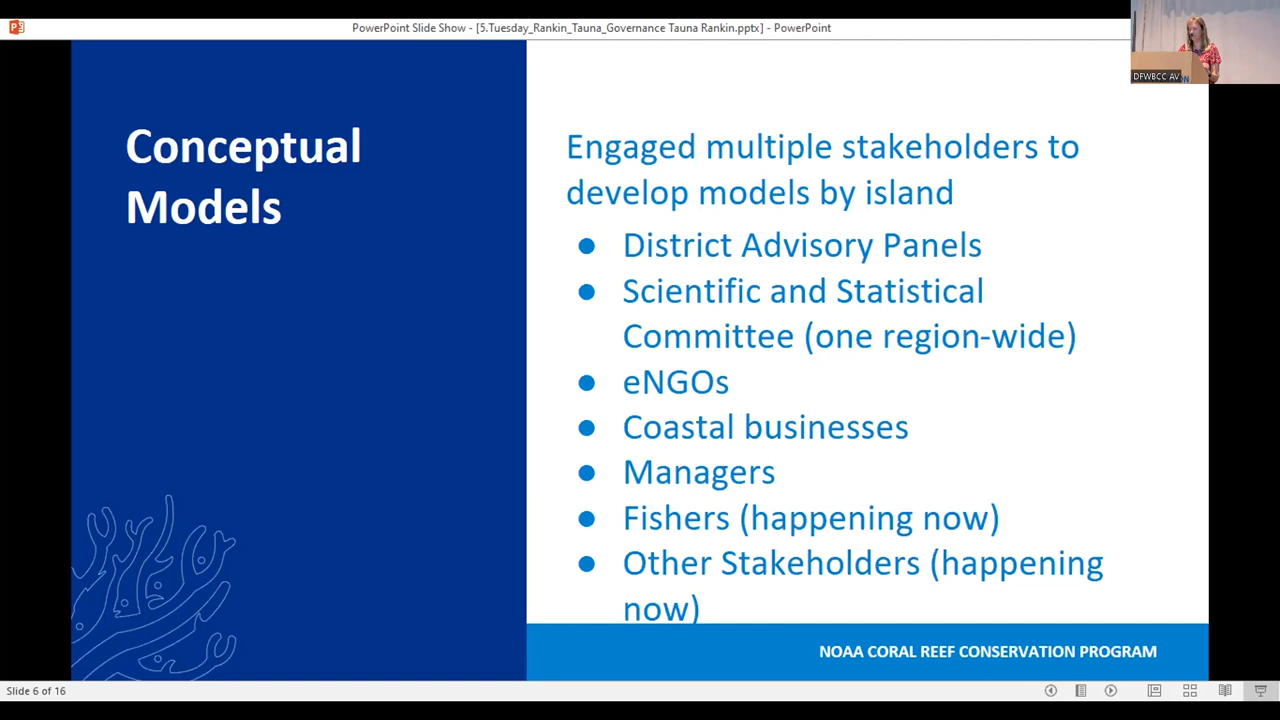 PowerPoint Slide Show - [5.Tuesday_Rankin_Tauna_Governance Tauna Rankin.pptx] - PowerPoint
DFWBCC AV
Conceptual
Models
Engaged multiple stakeholders to
develop models by island
● District Advisory Panels
● Scientific and Statistical
Committee (one region-wide)
● eNGOs
● Coastal businesses
● Managers
● Fishers (happening now)
● Other Stakeholders (happening
now)
NOAA CORAL REEF CONSERVATION PROGRAM
Slide 6 of 16